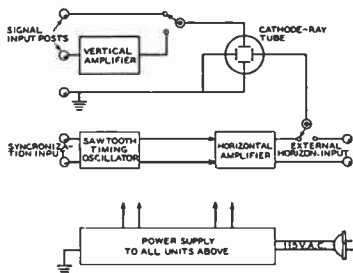 SIGNAL
INPUT POSTS
VERTICAL
AMPLIFIER
CATHODE-RAY
TUBE
SYNCRONIZA-
TION INPUT
SAWTOOTH
TIMING
OSCILLATOR
HORIZONTAL
AMPLIFIER
EXTERNAL
HORIZON. INPUT
POWER SUPPLY
TO ALL UNITS ABOVE
115 V. A.C.